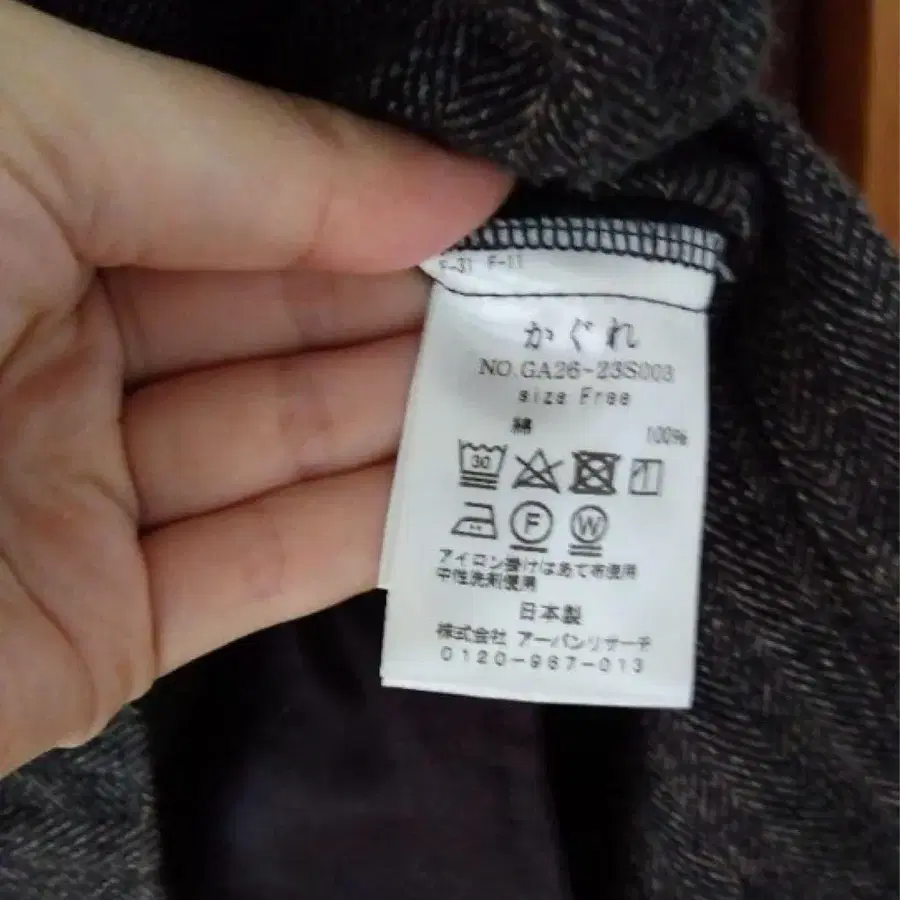 F-31 F-11
かぐれ
NO.GA26-23S003
size Free
綿 100%
30
F W
アイロン掛けはあて布使用
中性洗剤使用
日本製
株式会社 アーバンリサーチ
0120-987-013